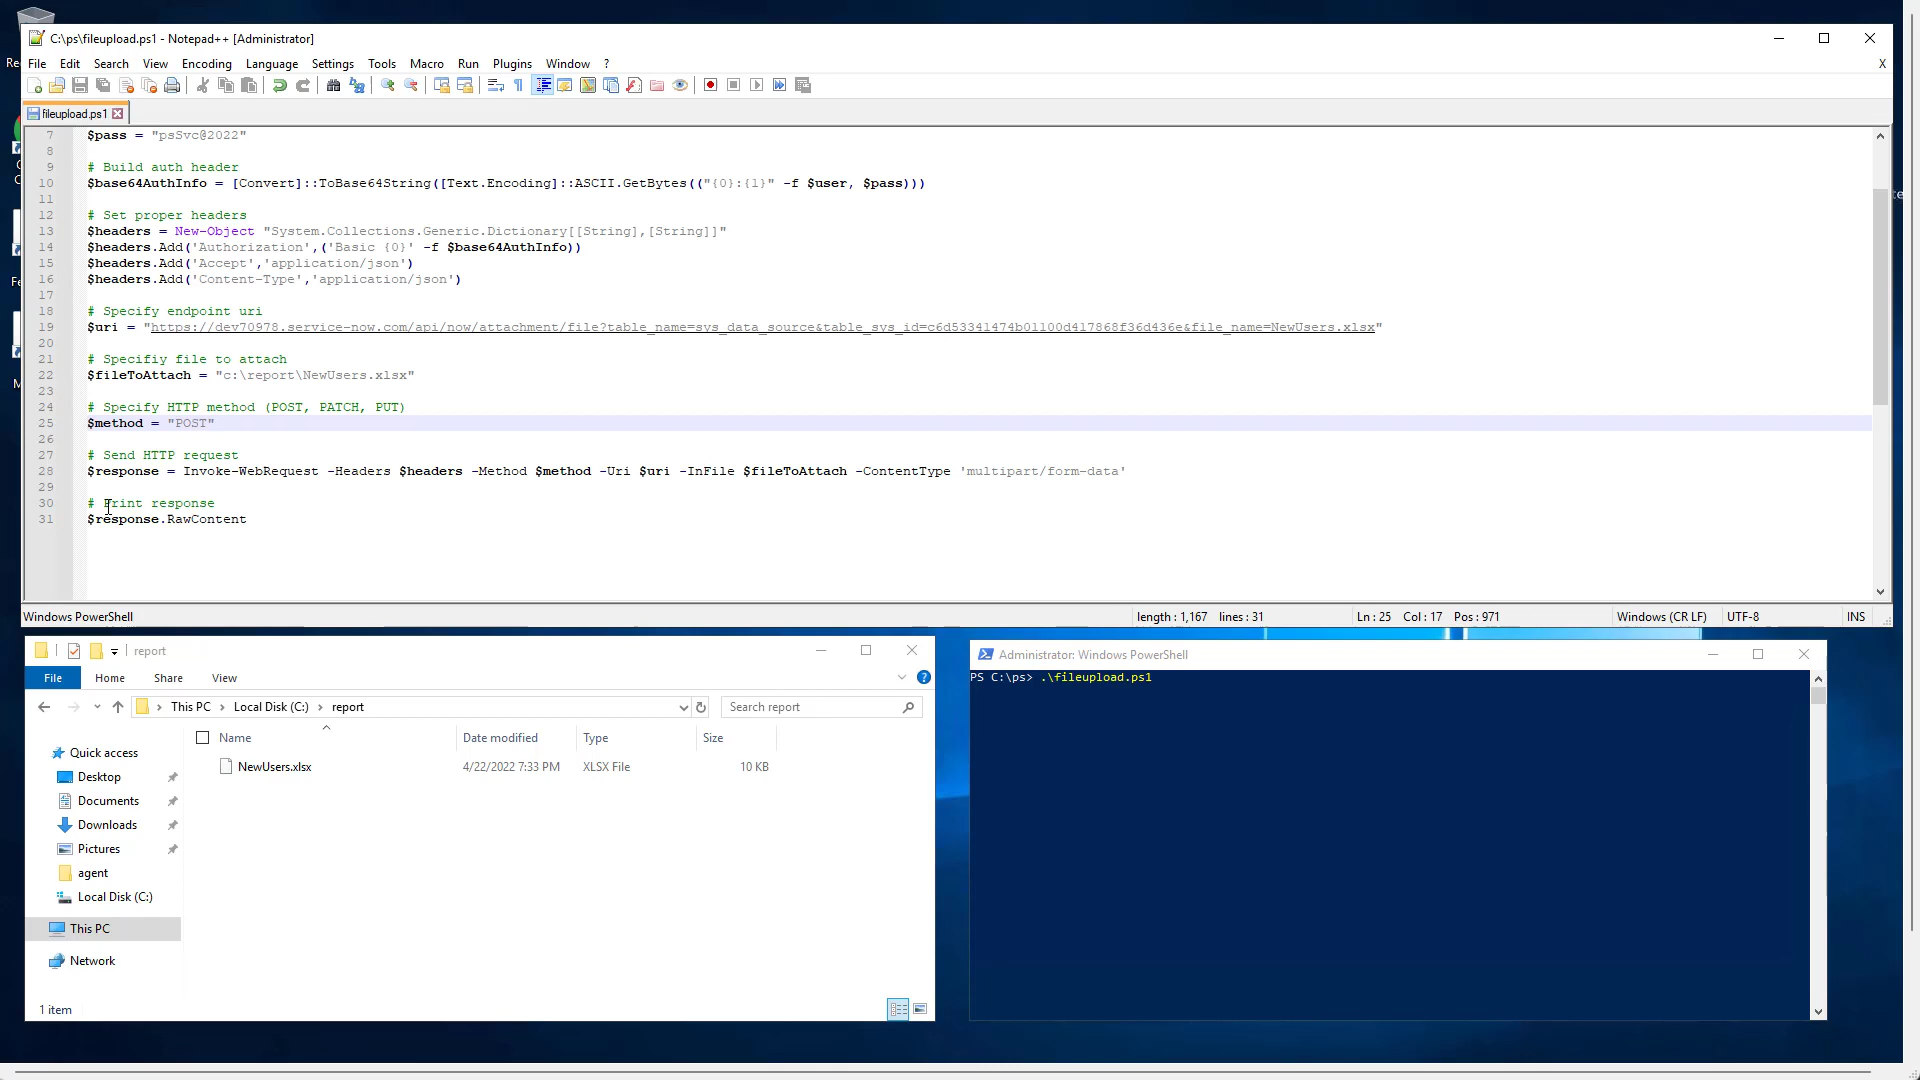 C:\ps\fileupload.ps1 - Notepad++ [Administrator]
File Edit Search View Encoding Language Settings Tools Macro Run Plugins Window ? X
fileupload.ps1
7 $pass = "psSvc@2022"
8
9 # Build auth header
10 $base64AuthInfo = [Convert]::ToBase64String([Text.Encoding]::ASCII.GetBytes(("{0}:{1}" -f $user, $pass)))
11
12 # Set proper headers
13 $headers = New-Object "System.Collections.Generic.Dictionary[[String],[String]]"
14 $headers.Add('Authorization',('Basic {0}' -f $base64AuthInfo))
15 $headers.Add('Accept','application/json')
16 $headers.Add('Content-Type','application/json')
17
18 # Specify endpoint uri
19 $uri = "https://dev70978.service-now.com/api/now/attachment/file?table_name=sys_data_source&table_sys_id=c6d53341474b01100d417868f36d436e&file_name=NewUsers.xlsx"
20
21 # Specifiy file to attach
22 $fileToAttach = "c:\report\NewUsers.xlsx"
23
24 # Specify HTTP method (POST, PATCH, PUT)
25 $method = "POST"
26
27 # Send HTTP request
28 $response = Invoke-WebRequest -Headers $headers -Method $method -Uri $uri -InFile $fileToAttach -ContentType 'multipart/form-data'
29
30 # Print response
31 $response.RawContent
Windows PowerShell length : 1,167 lines : 31 Ln : 25 Col : 17 Pos : 971 Windows (CR LF) UTF-8 INS
report
File Home Share View
This PC Local Disk (C:) report Search report
Name Date modified Type Size
NewUsers.xlsx 4/22/2022 7:33 PM XLSX File 10 KB
Quick access
Desktop
Documents
Downloads
Pictures
agent
Local Disk (C:)
This PC
Network
1 item
Administrator: Windows PowerShell
PS C:\ps> .\fileupload.ps1